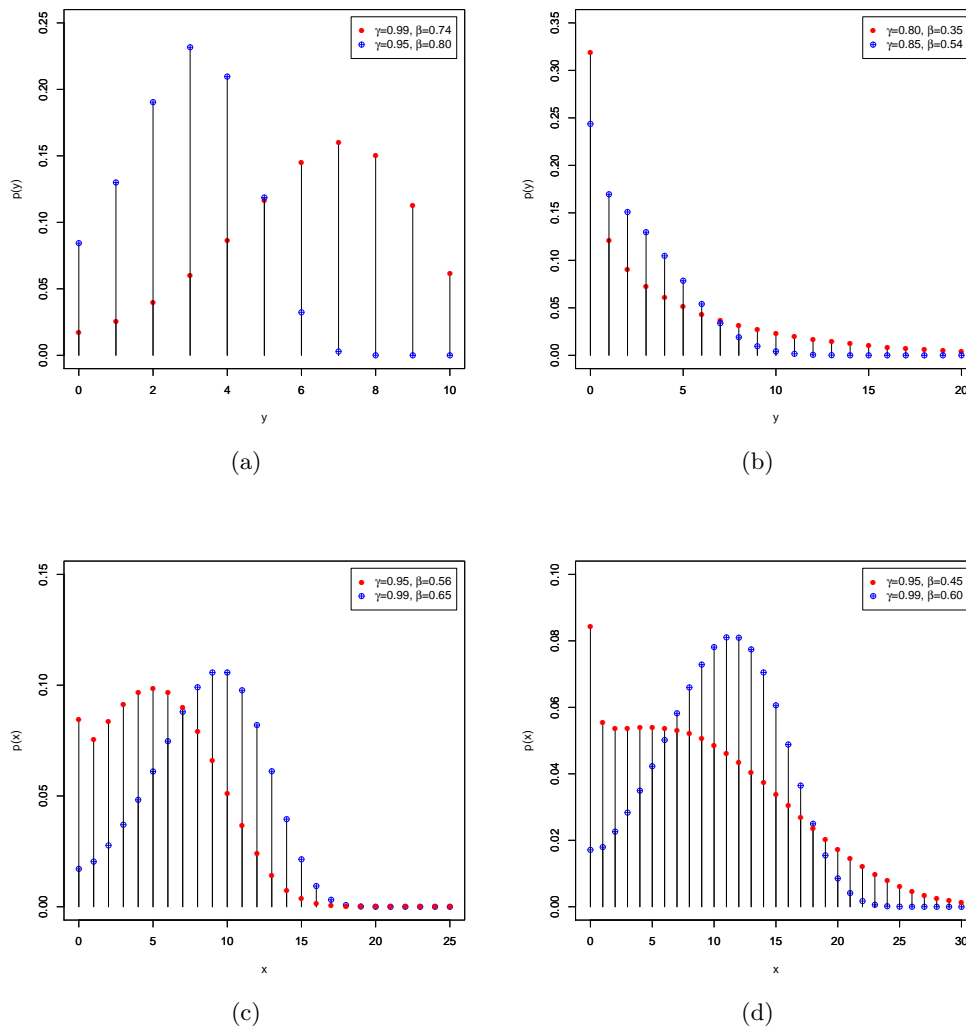 γ=0.99, β=0.74
γ=0.95, β=0.80
0.25
0.20
0.15
0.10
0.05
0.00
p(y)
0 2 4 6 8 10
y
(a)
γ=0.80, β=0.35
γ=0.85, β=0.54
0.35
0.30
0.25
0.20
0.15
0.10
0.05
0.00
p(y)
0 5 10 15 20
y
(b)
γ=0.95, β=0.56
γ=0.99, β=0.65
0.15
0.10
0.05
0.00
p(x)
0 5 10 15 20 25
x
(c)
γ=0.95, β=0.45
γ=0.99, β=0.60
0.10
0.08
0.06
0.04
0.02
0.00
p(x)
0 5 10 15 20 25 30
x
(d)